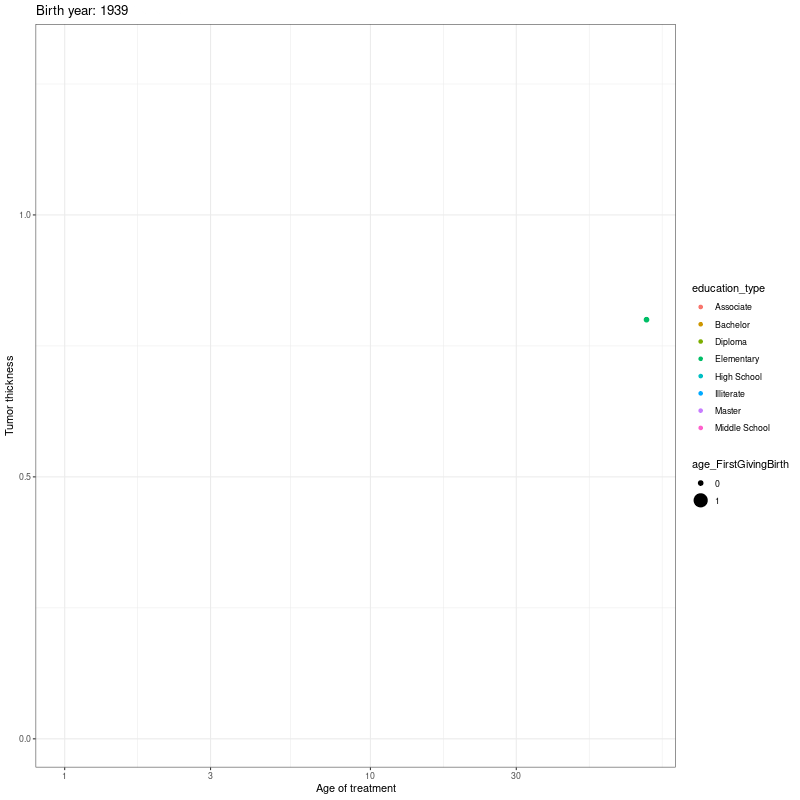 Birth year: 1939
1.0
0.5
0.0
Tumor thickness
1
3
10
30
Age of treatment
education_type
Associate
Bachelor
Diploma
Elementary
High School
Illiterate
Master
Middle School
age_FirstGivingBirth
0
1